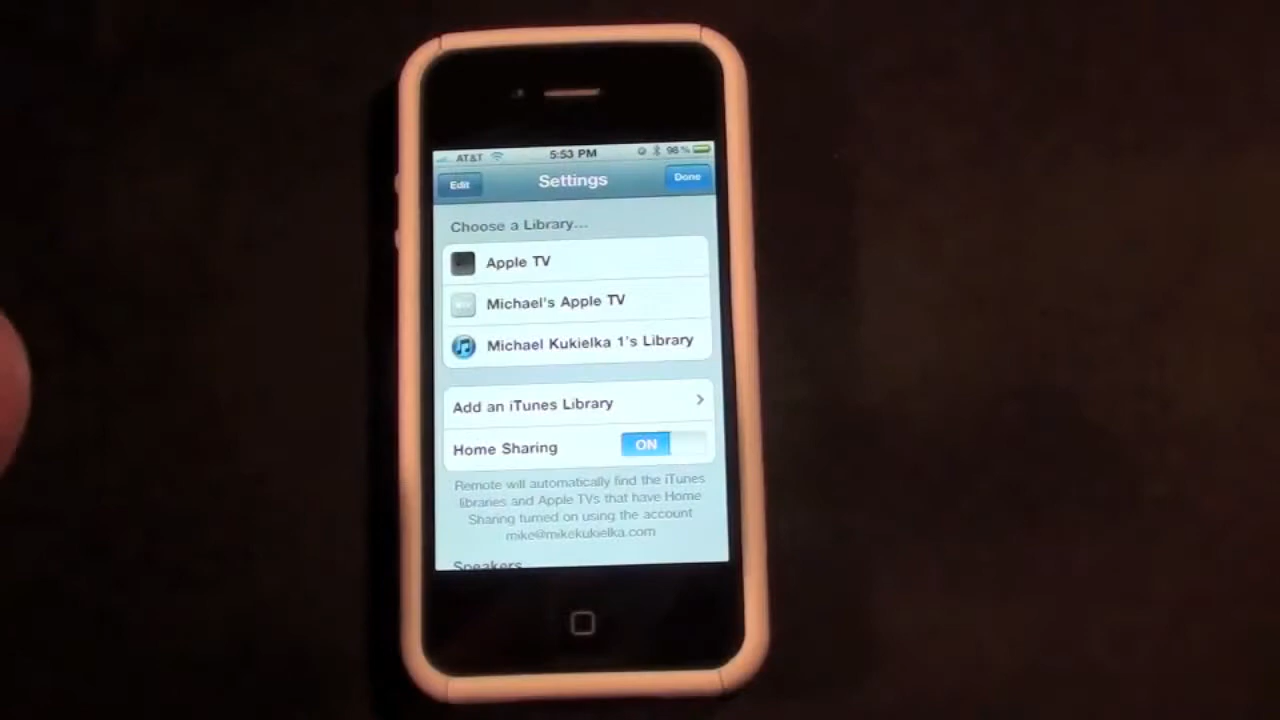 AT&T 5:53 PM 98%
Edit Settings Done
Choose a Library...
Apple TV
Michael's Apple TV
Michael Kukielka 1's Library
Add an iTunes Library
Home Sharing ON
Remote will automatically find the iTunes
libraries and Apple TVs that have Home
Sharing turned on using the account
mike@mikekukielka.com
Speakers